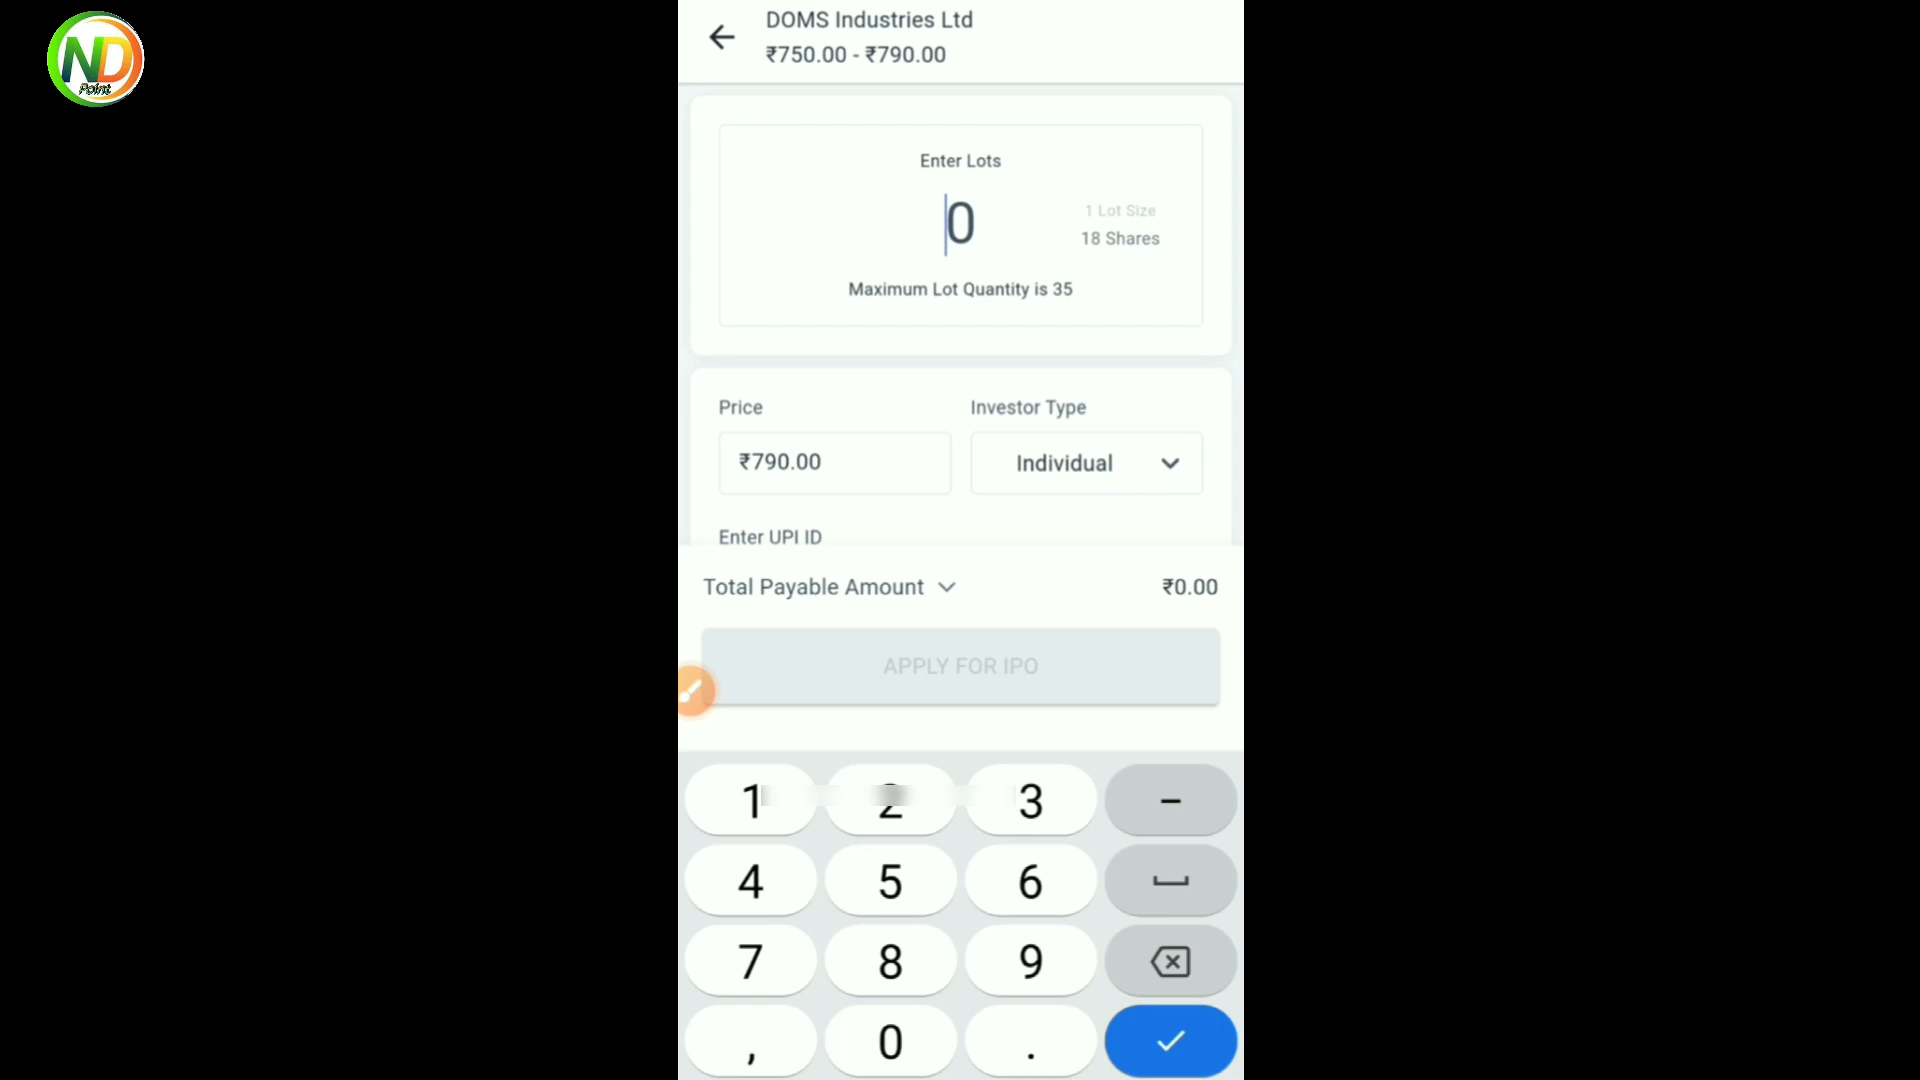 ND
Point
DOMS Industries Ltd
₹750.00 - ₹790.00
Enter Lots
0
1 Lot Size
18 Shares
Maximum Lot Quantity is 35
Price
Investor Type
₹790.00
Individual
Enter UPI ID
Total Payable Amount
₹0.00
APPLY FOR IPO
1 2 3 -
4 5 6
7 8 9
, 0 .